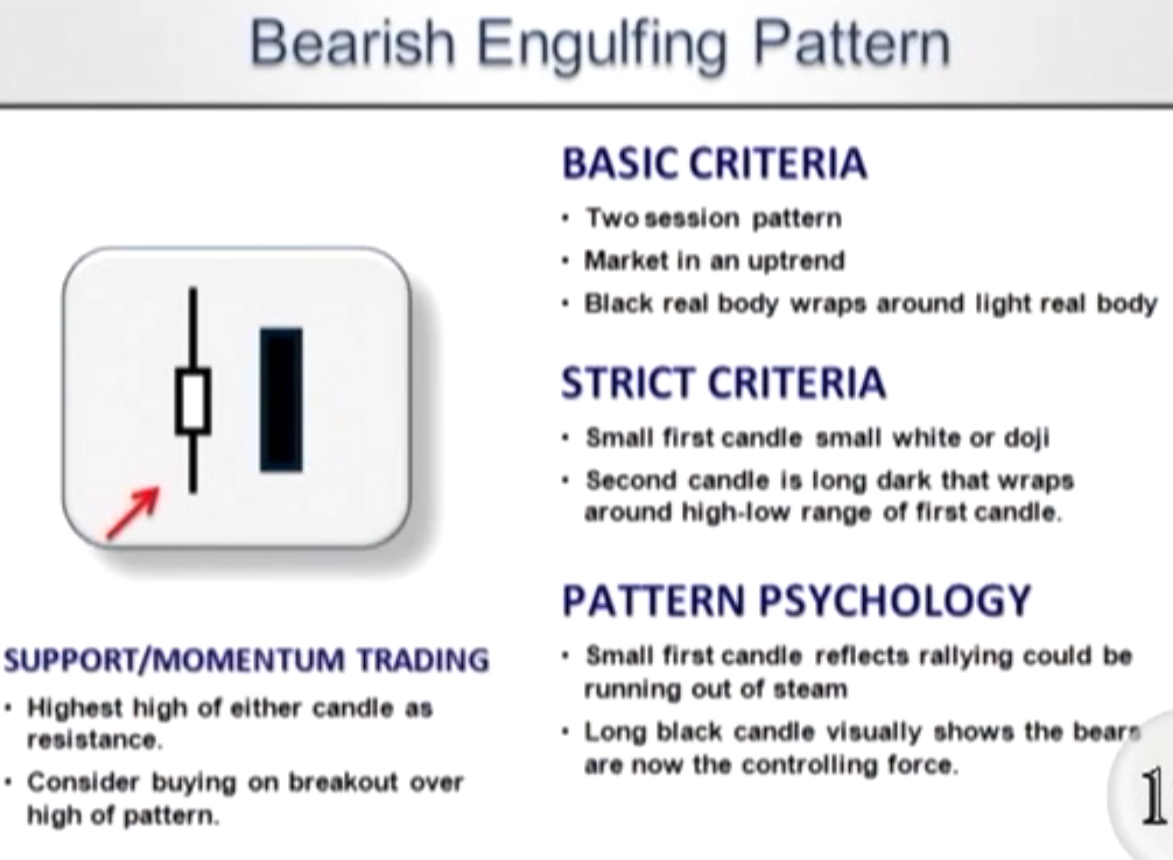 Bearish Engulfing Pattern
BASIC CRITERIA
• Two session pattern
• Market in an uptrend
• Black real body wraps around light real body
STRICT CRITERIA
• Small first candle small white or doji
• Second candle is long dark that wraps
around high-low range of first candle.
PATTERN PSYCHOLOGY
• Small first candle reflects rallying could be
running out of steam
• Long black candle visually shows the bears
are now the controlling force.
SUPPORT/MOMENTUM TRADING
• Highest high of either candle as
resistance.
• Consider buying on breakout over
high of pattern.
1